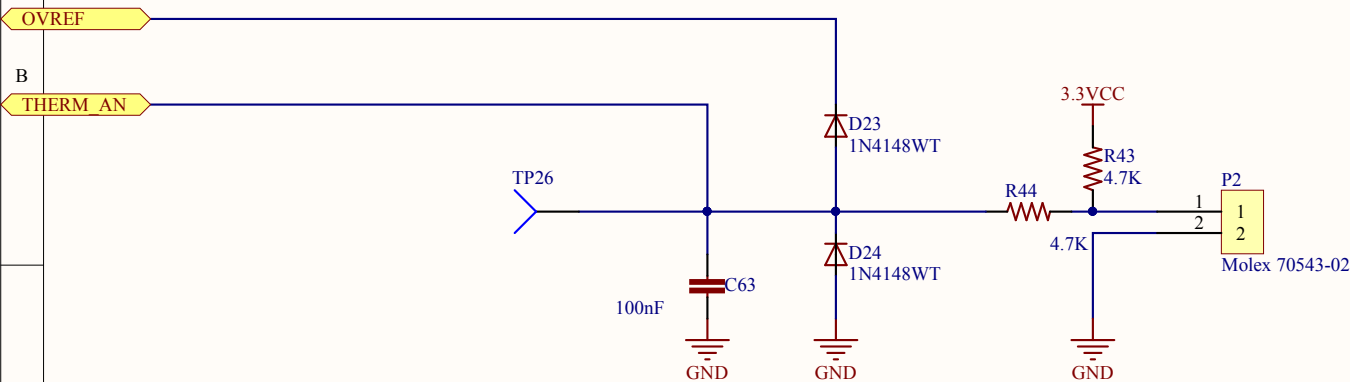 OVREF
B
THERM_AN
3.3VCC
D23
1N4148WT
R43
4.7K
TP26
R44
P2
1
1
2
2
D24
1N4148WT
4.7K
Molex 70543-02
C63
100nF
GND
GND
GND